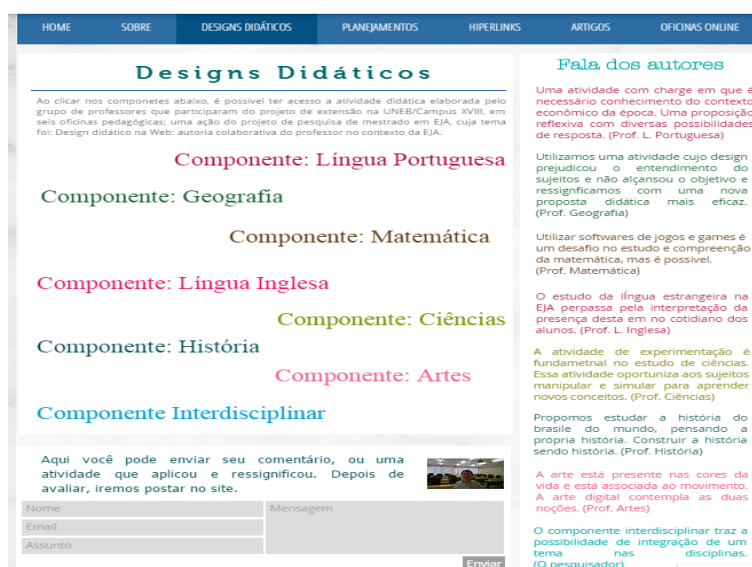 HOME SOBRE DESIGNS DIDÁTICOS PLANEJAMENTOS HIPERLINKS ARTIGOS OFICINAS ONLINE
Designs Didáticos
Ao clicar nos componetes abaixo, é possivel ter acesso a atividade didática elaborada pelo
grupo de professores que participaram do projeto de extensão na UNEB/Campus XVIII, em
seis oficinas pedagógicas; uma ação do projeto de pesquisa de mestrado em EJA, cuja tema
foi: Design didático na Web: autoria colaborativa do professor no contexto da EJA.
Componente: Língua Portuguesa
Componente: Geografia
Componente: Matemática
Componente: Língua Inglesa
Componente: Ciências
Componente: História
Componente: Artes
Componente Interdisciplinar
Aqui você pode enviar seu comentário, ou uma
atividade que aplicou e ressignificou. Depois de
avaliar, iremos postar no site.
Nome
Mensagem
Email
Assunto
Enviar
Fala dos autores
Uma atividade com charge em que é
necessário conhecimento do contexto
econômico da época. Uma proposição
reflexiva com diversas possibilidades
de resposta. (Prof. L. Portuguesa)
Utilizamos uma atividade cujo design
prejudicou o entendimento do
sujeitos e não alçansou o objetivo e
ressignficamos com uma nova
proposta didática mais eficaz.
(Prof. Geografia)
Utilizar softwares de jogos e games é
um desafio no estudo e compreenção
da matemática, mas é possivel.
(Prof. Matemática)
O estudo da lÍngua estrangeira na
EJA perpassa pela interpretação da
presença desta em no cotidiano dos
alunos. (Prof. L. Inglesa)
A atividade de experimentação é
fundametnal no estudo de ciências.
Essa atividade oportuniza aos sujeitos
manipular e simular para aprender
novos conceitos. (Prof. Ciências)
Propomos estudar a história do
brasile do mundo, pensando a
própria história. Construir a história
sendo história. (Prof. História)
A arte está presente nas cores da
vida e está associada ao movimento.
A arte digital contempla as duas
noções. (Prof. Artes)
O componente interdisciplinar traz a
possibilidade de integração de um
tema nas disciplinas.
(O pesquisador)